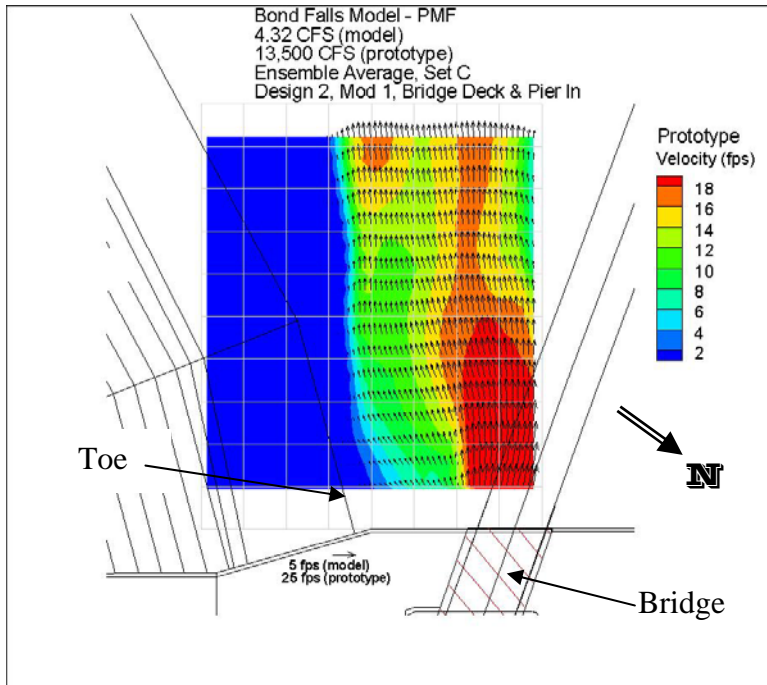 Bond Falls Model - PMF
4.32 CFS (model)
13,500 CFS (prototype)
Ensemble Average, Set C
Design 2, Mod 1, Bridge Deck & Pier In
Prototype
Velocity (fps)
18
16
14
12
10
8
6
4
2
N
Toe
5 fps (model)
25 fps (prototype)
Bridge